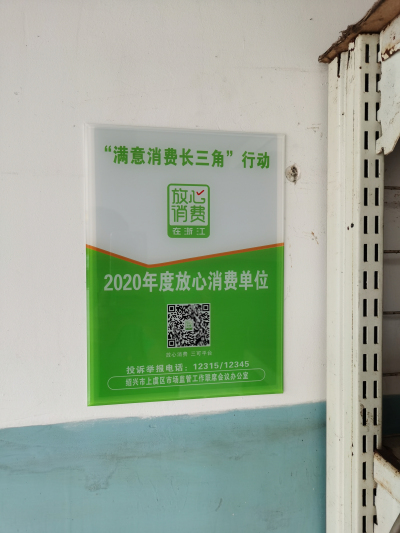 “满意消费长三角”行动
放心
消费
在浙江
2020年度放心消费单位
投诉举报电话：12315/12345
绍兴市上虞区市场监管工作联席会议办公室